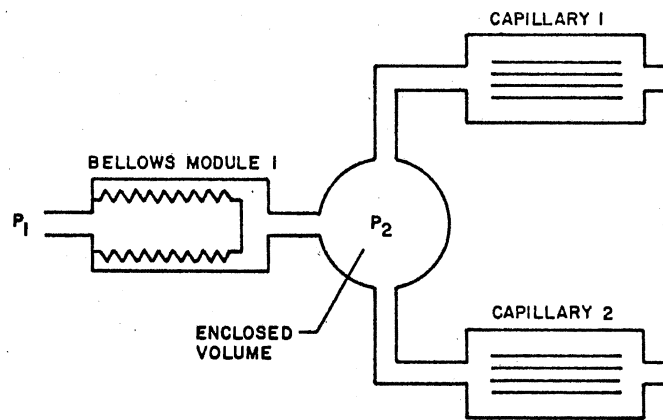 CAPILLARY 1
BELLOWS MODULE 1
P1
P2
ENCLOSED
VOLUME
CAPILLARY 2